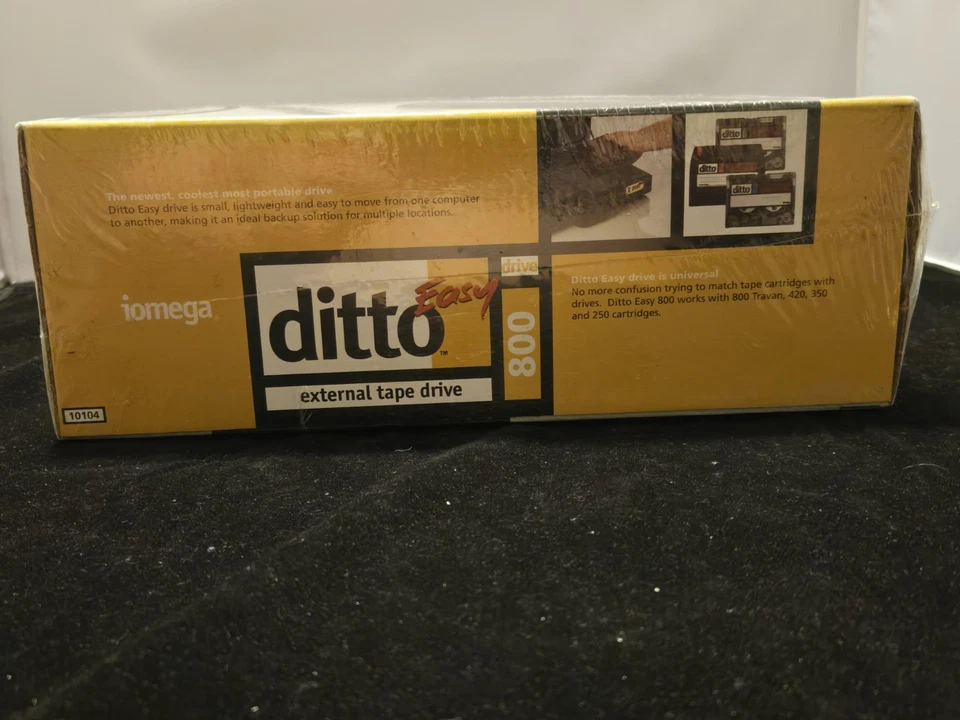 The newest, coolest most portable drive
Ditto Easy drive is small, lightweight and easy to move from one computer
to another, making it an ideal backup solution for multiple locations.
iomega
ditto Easy
TM
external tape drive
drive
800
Ditto Easy drive is universal
No more confusion trying to match tape cartridges with
drives. Ditto Easy 800 works with 800 Travan, 420, 350
and 250 cartridges.
ditto
ditto
ditto
10104